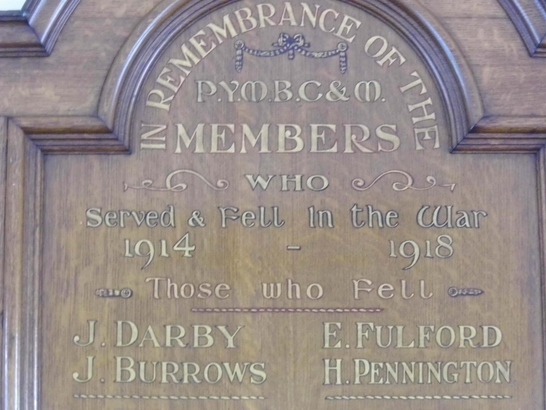 IN REMEMBRANCE OF THE
P.Y.M.B.C.& M.
MEMBERS
WHO
Served & Fell In the War
1914 - 1918
Those who Fell
J. DARBY E. FULFORD
J. BURROWS H. PENNINGTON